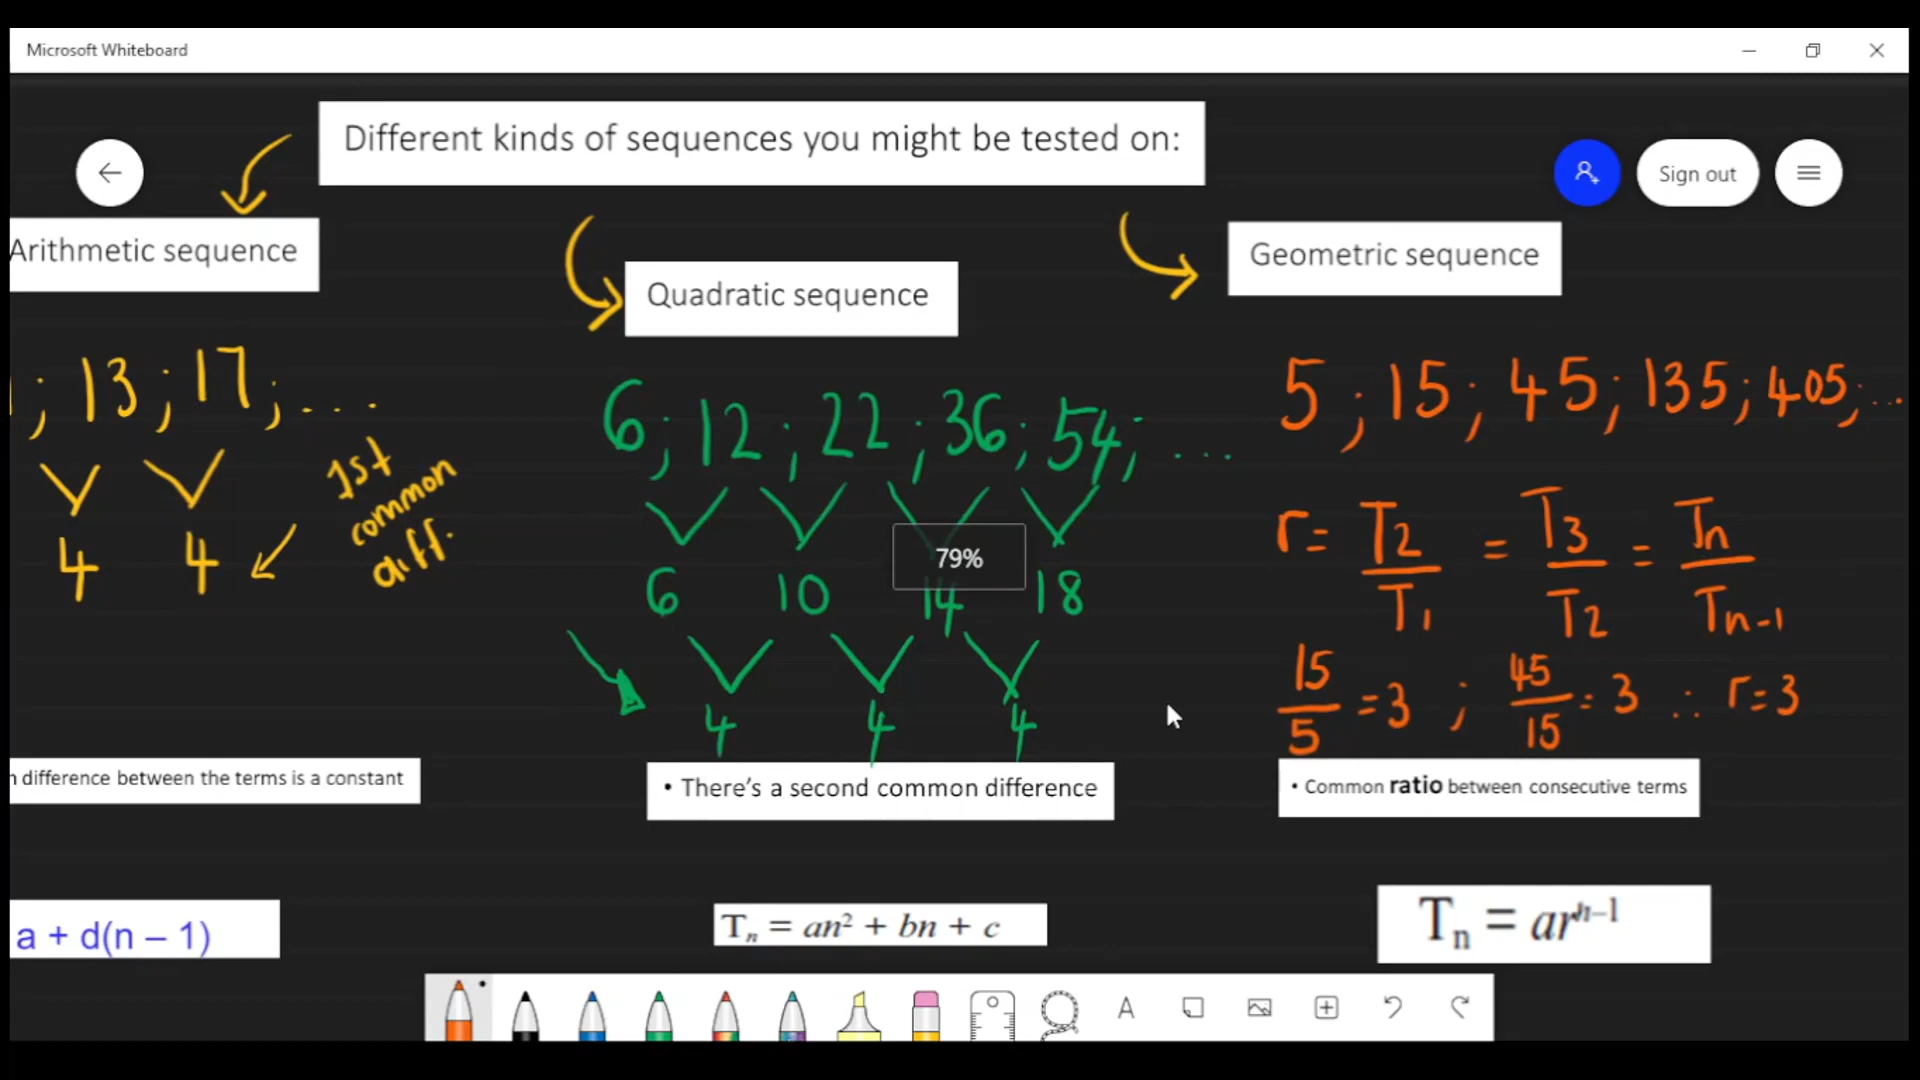 Microsoft Whiteboard
Different kinds of sequences you might be tested on:
Sign out
Arithmetic sequence
; 13 ; 17 ; ...
4 4
1st
common
diff.
n difference between the terms is a constant
a + d(n – 1)
Quadratic sequence
6 ; 12 ; 22 ; 36 ; 54 ; ...
79%
6 10 14 18
4 4 4
• There's a second common difference
Tₙ = an² + bn + c
Geometric sequence
5 ; 15 ; 45 ; 135 ; 405 ; ...
r = T₂/T₁ = T₃/T₂ = Tₙ/Tₙ₋₁
15/5 = 3 ; 45/15 = 3 ∴ r = 3
• Common ratio between consecutive terms
Tₙ = arⁿ⁻¹
A